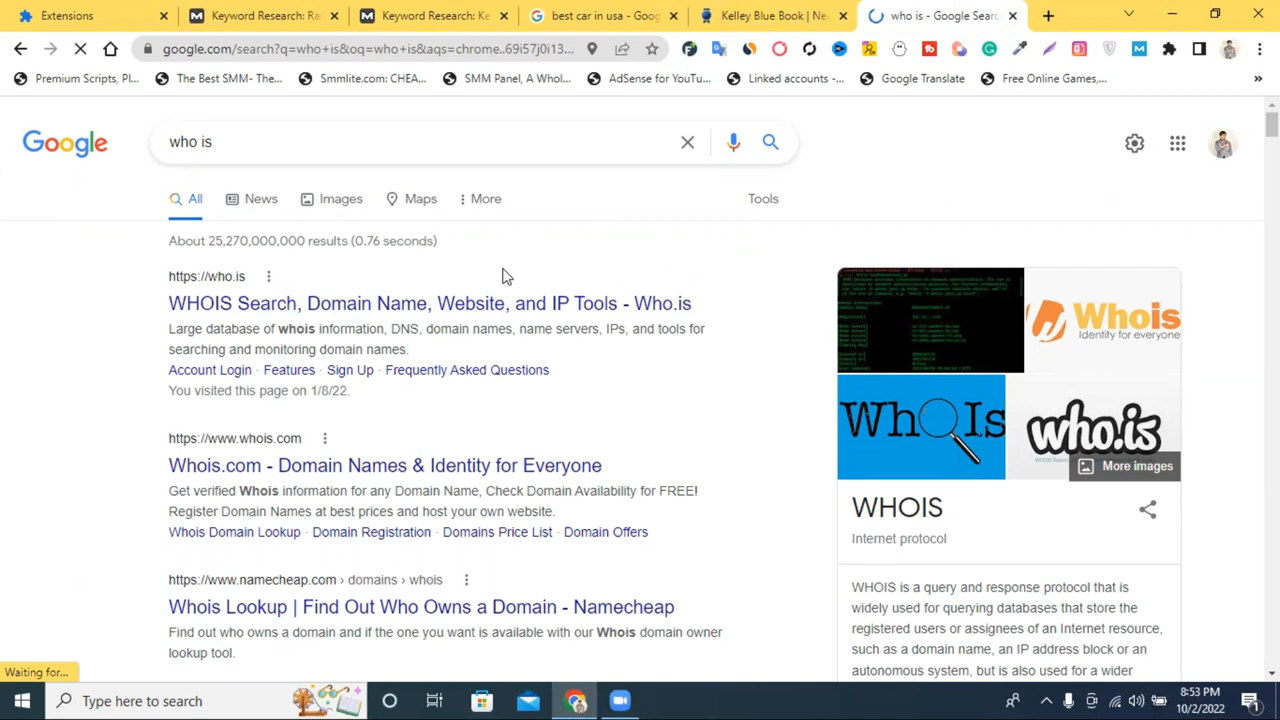 Extensions
Keyword Research: Ra
Keyword Research: Ke
best car in usa - Goog
Kelley Blue Book | Ne
who is - Google Searc
google.com/search?q=who+is&oq=who+is&aqs=chrome..69i57j0i13...
Premium Scripts, Pl...
The Best SMM- The...
Smmlite.com: CHEA...
SMM Panel, A Whol...
AdSense for YouTu...
Linked accounts -...
Google Translate
Free Online Games,...
Google
who is
All
News
Images
Maps
More
Tools
About 25,270,000,000 results (0.76 seconds)
https://who.is
WHOIS Search, Domain Name, Website, and IP Tools - Who.is
Large database of whois information, DNS, domain names, name servers, IPs, and tools for
searching and monitoring domain names.
Account Login · Features · Sign Up · Frequently Asked Questions
You visited this page on 1/8/22.
https://www.whois.com
Whois.com - Domain Names & Identity for Everyone
Get verified Whois information for any Domain Name, Check Domain Availability for FREE!
Register Domain Names at best prices and host your own website.
Whois Domain Lookup · Domain Registration · Domains Price List · Domain Offers
https://www.namecheap.com › domains › whois
Whois Lookup | Find Out Who Owns a Domain - Namecheap
Find out who owns a domain and if the one you want is available with our Whois domain owner
lookup tool.
Whois
Identity for everyone
WhOIs
who.is
More images
WHOIS
Internet protocol
WHOIS is a query and response protocol that is
widely used for querying databases that store the
registered users or assignees of an Internet resource,
such as a domain name, an IP address block or an
autonomous system, but is also used for a wider
Waiting for...
Type here to search
8:53 PM
10/2/2022